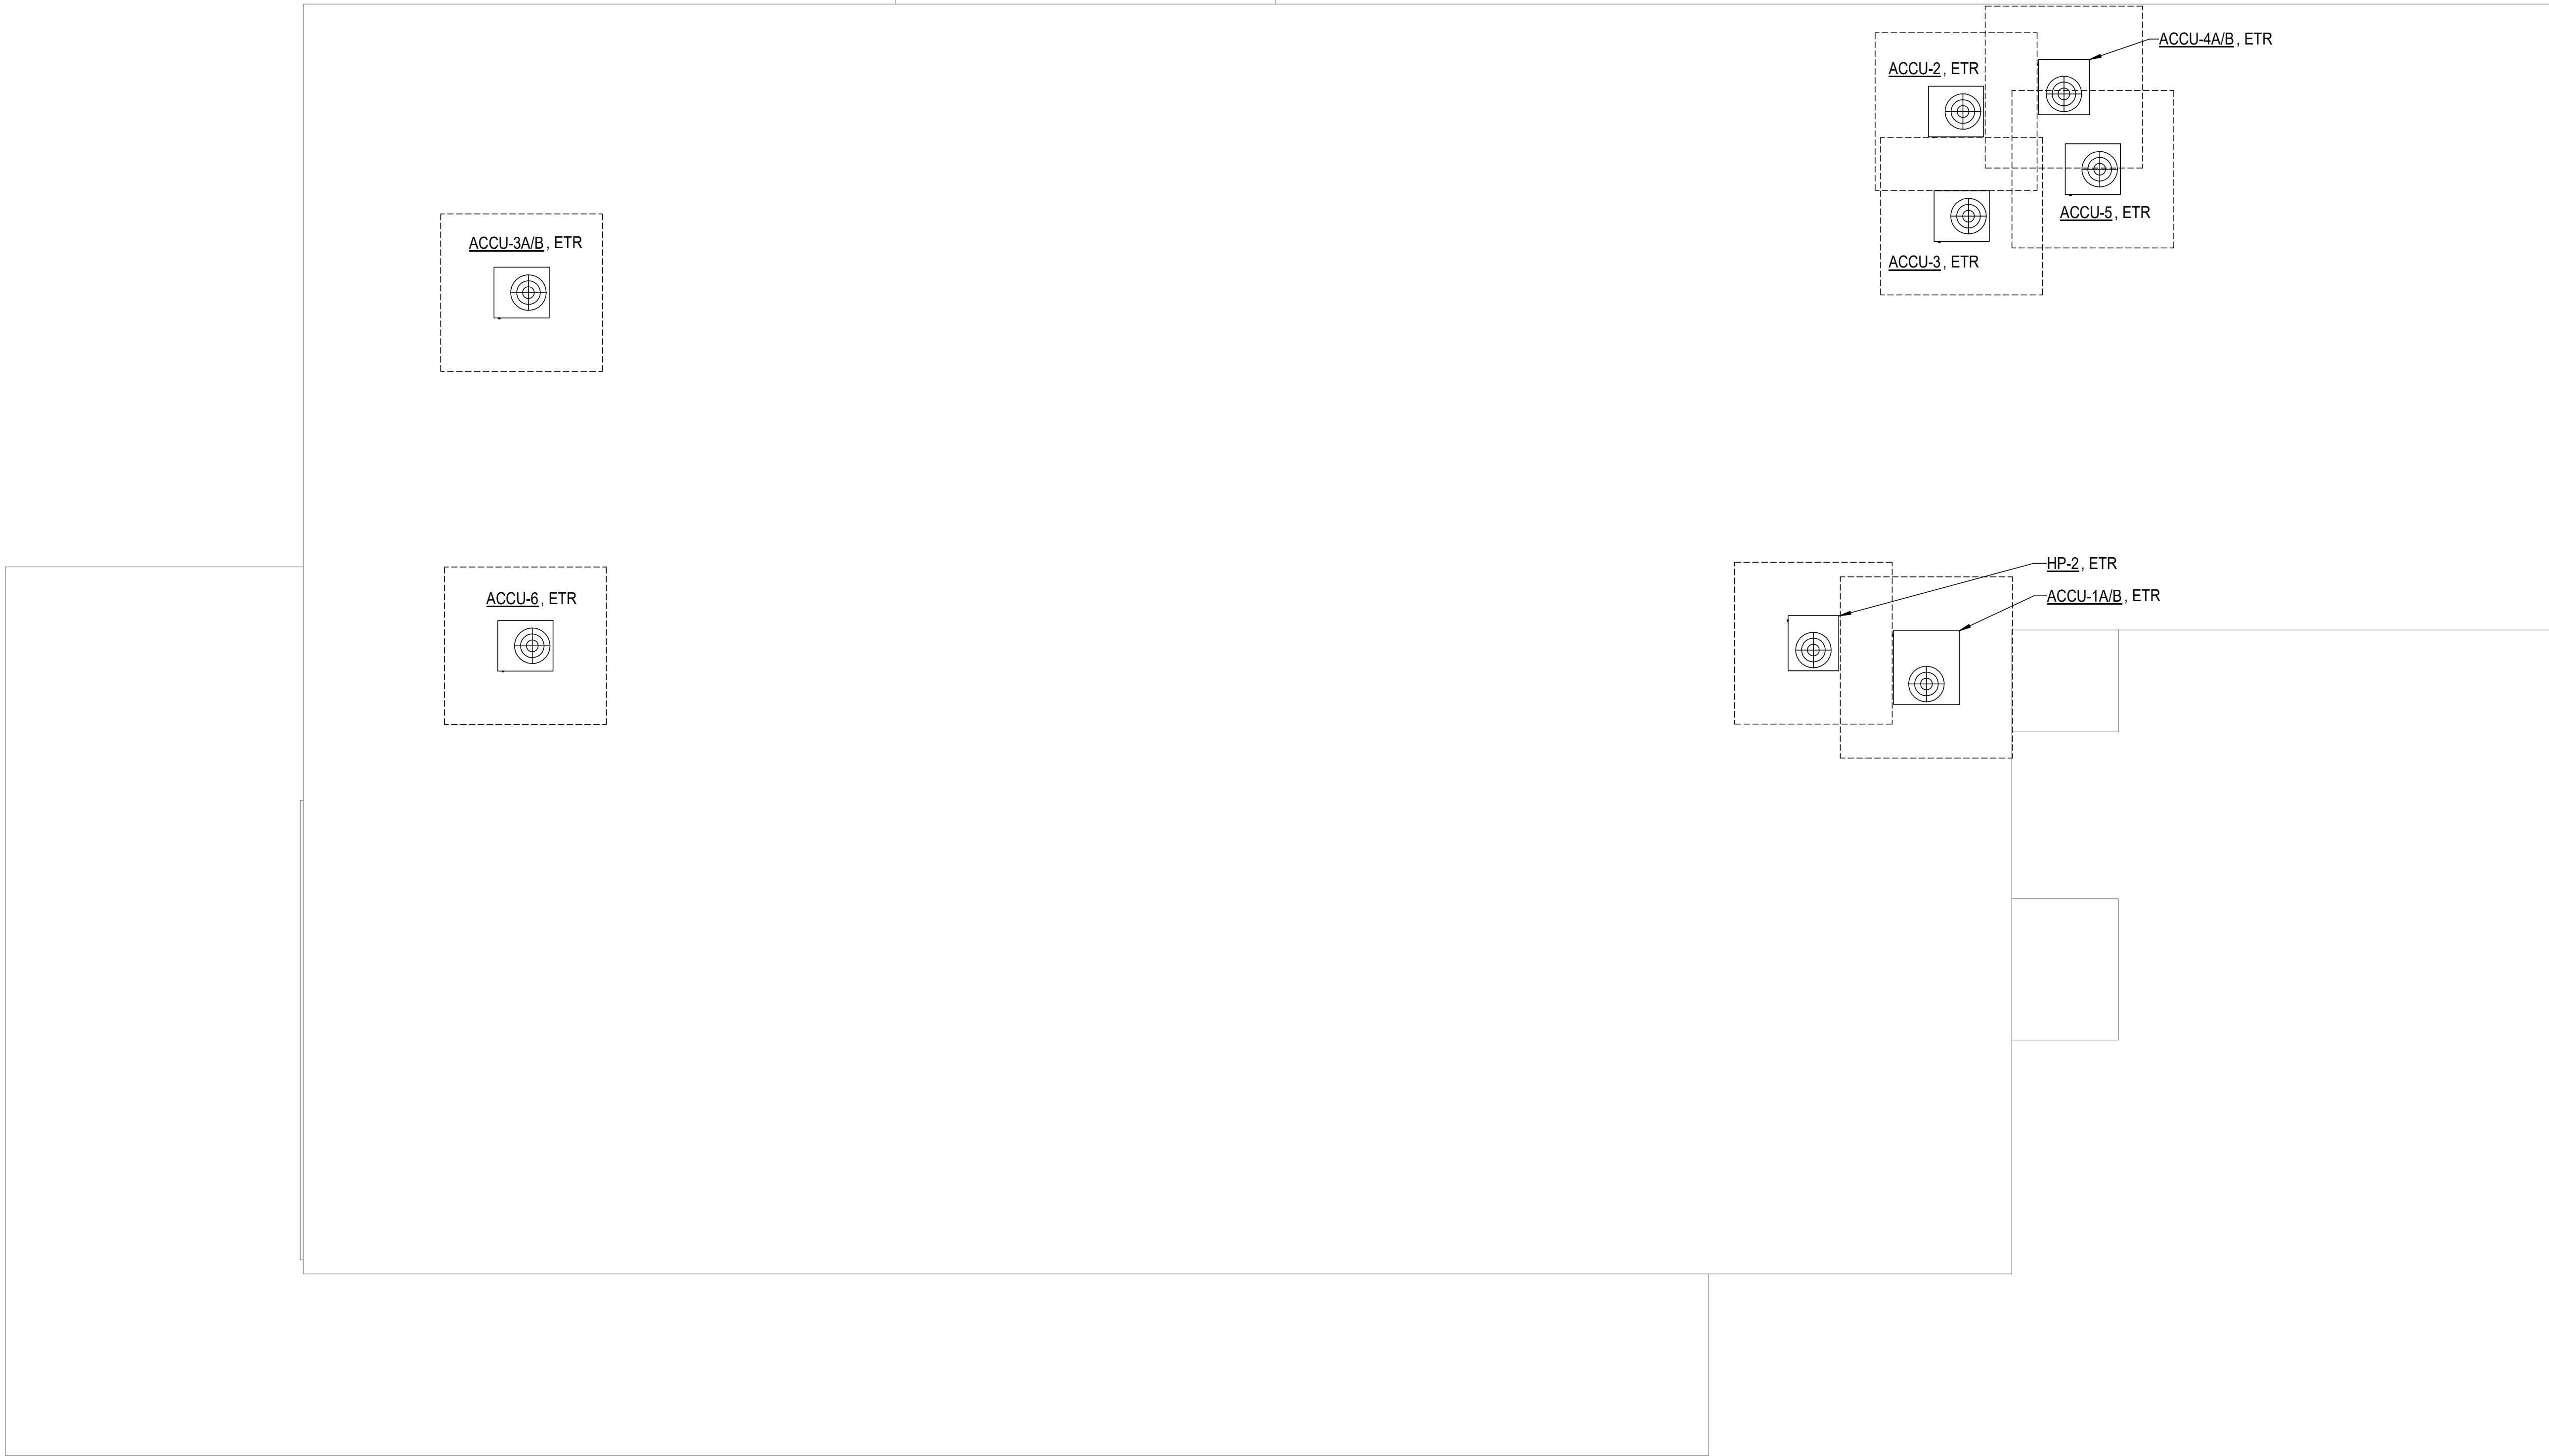 ACCU-4A/B, ETR
ACCU-2, ETR
ACCU-5, ETR
ACCU-3A/B, ETR
ACCU-3, ETR
HP-2, ETR
ACCU-1A/B, ETR
ACCU-6, ETR